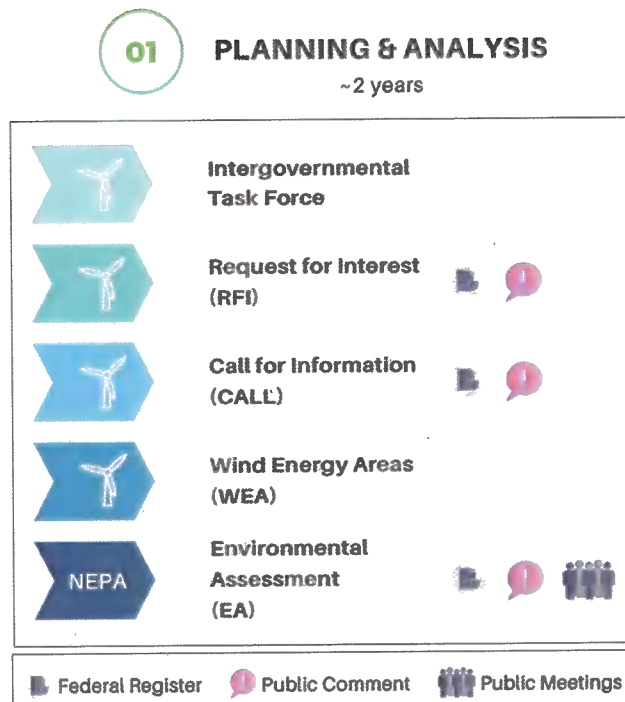 01 PLANNING & ANALYSIS
~2 years
Intergovernmental
Task Force
Request for Interest
(RFI)
Call for Information
(CALL)
Wind Energy Areas
(WEA)
NEPA
Environmental
Assessment
(EA)
Federal Register Public Comment Public Meetings